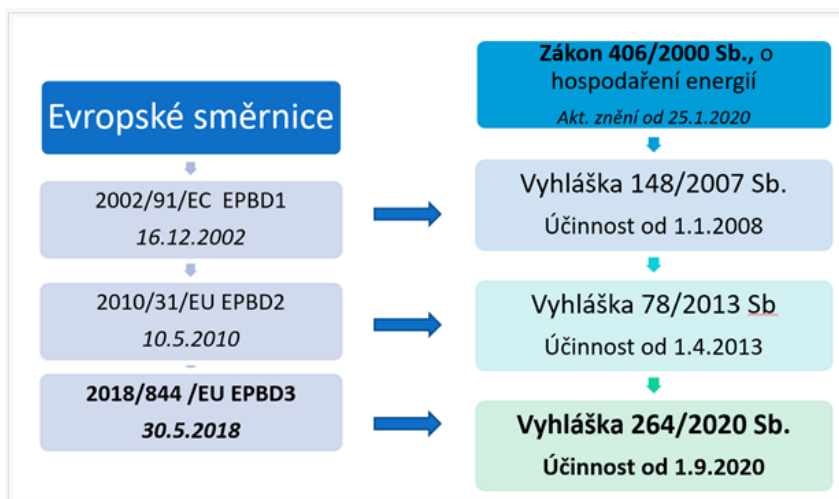 Evropské směrnice
2002/91/EC EPBD1
16.12.2002
2010/31/EU EPBD2
10.5.2010
2018/844 /EU EPBD3
30.5.2018
Zákon 406/2000 Sb., o
hospodaření energií
Akt. znění od 25.1.2020
Vyhláška 148/2007 Sb.
Účinnost od 1.1.2008
Vyhláška 78/2013 Sb
Účinnost od 1.4.2013
Vyhláška 264/2020 Sb.
Účinnost od 1.9.2020